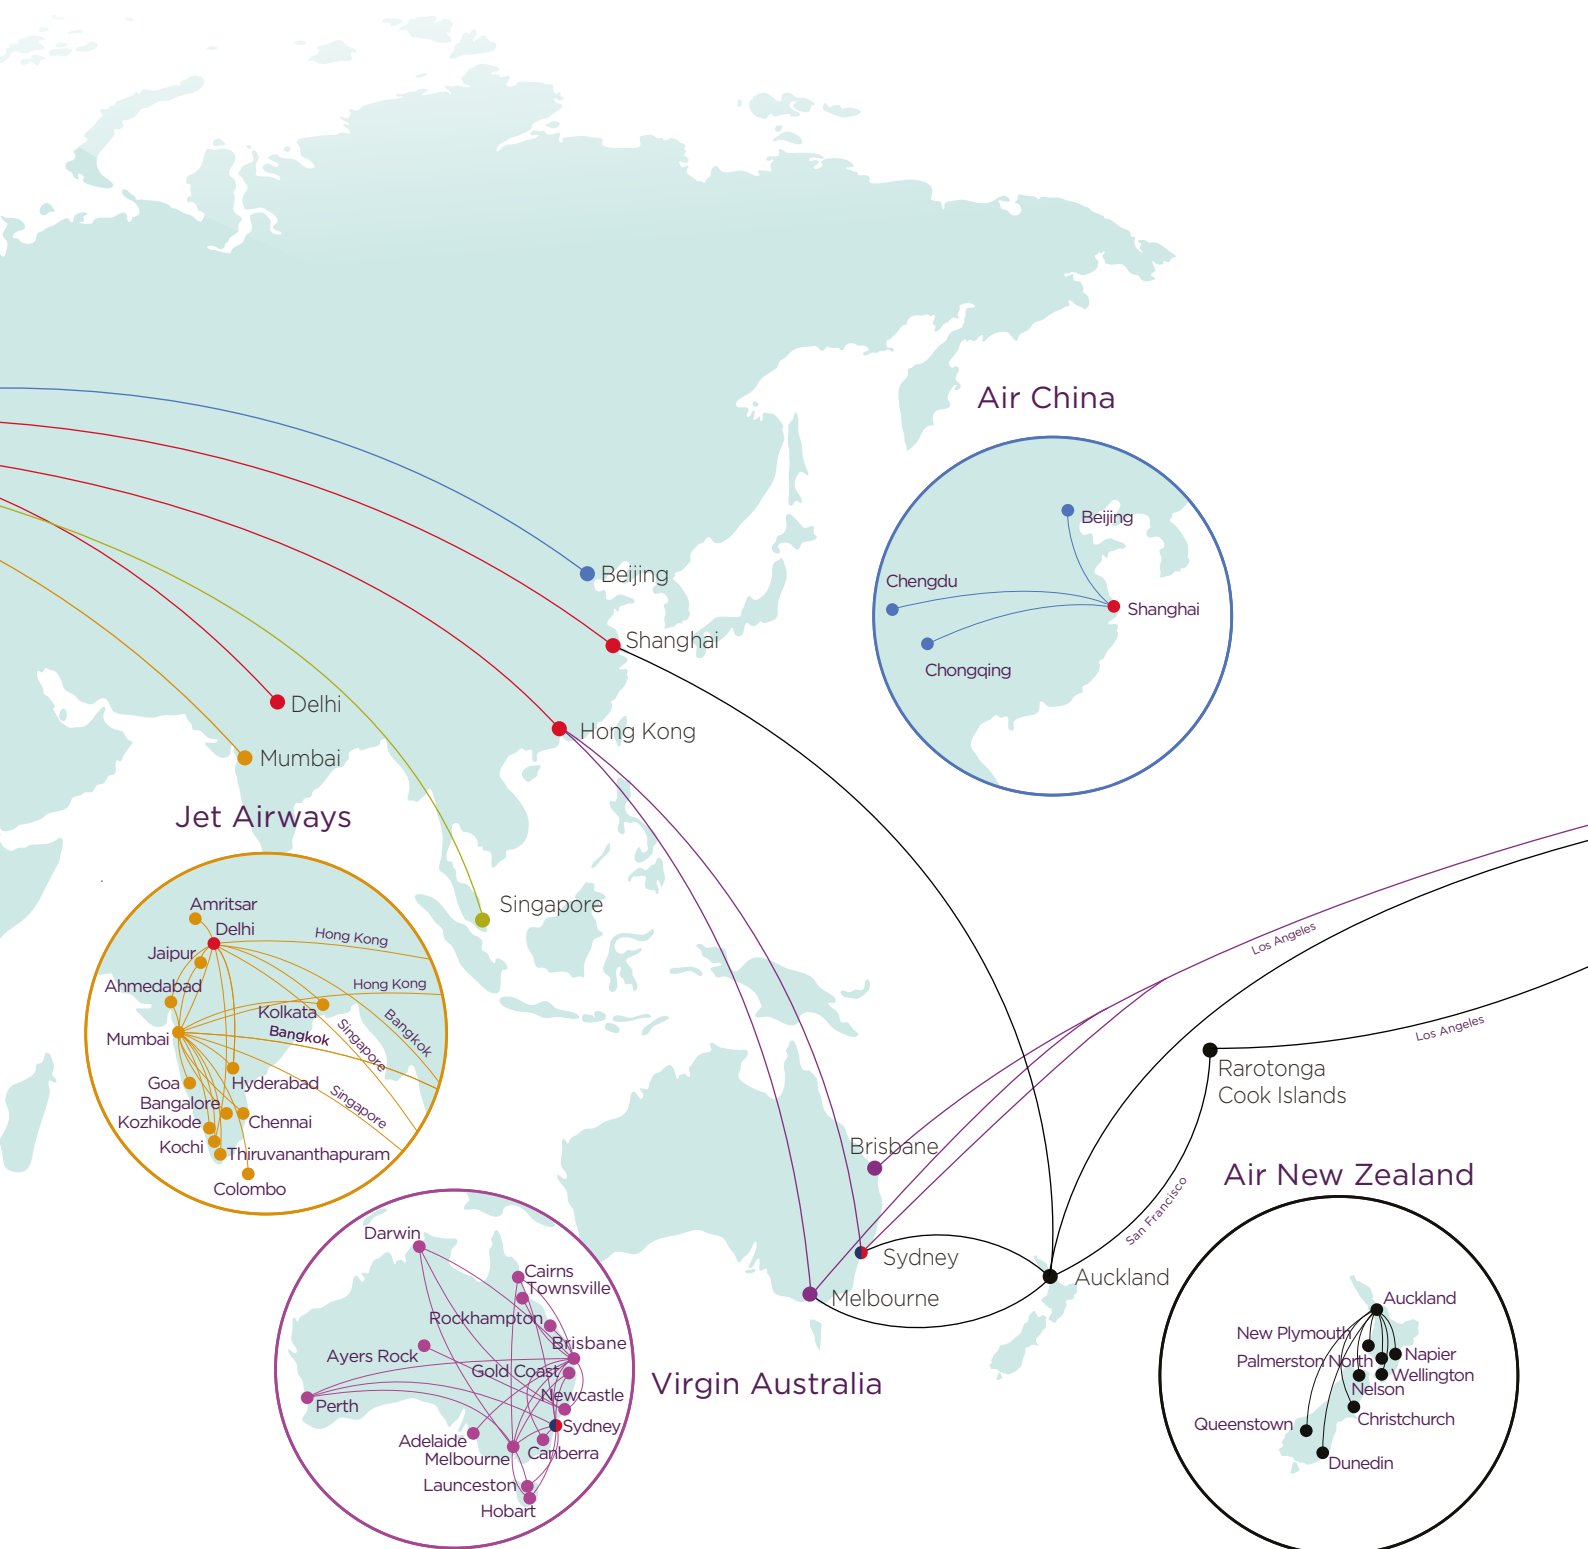 Air China
Beijing
Chengdu
Shanghai
Chongqing
Beijing
Shanghai
Delhi
Hong Kong
Mumbai
Jet Airways
Singapore
Amritsar
Delhi
Hong Kong
Jaipur
Ahmedabad
Hong Kong
Kolkata
Mumbai
Bangkok
Singapore
Bangkok
Goa
Hyderabad
Bangalore
Singapore
Kozhikode
Chennai
Kochi
Thiruvananthapuram
Colombo
Los Angeles
Los Angeles
Rarotonga
Cook Islands
Brisbane
San Francisco
Sydney
Auckland
Melbourne
Air New Zealand
Auckland
New Plymouth
Palmerston North
Napier
Wellington
Nelson
Christchurch
Queenstown
Dunedin
Darwin
Cairns
Townsville
Rockhampton
Brisbane
Ayers Rock
Gold Coast
Newcastle
Perth
Sydney
Adelaide
Melbourne
Canberra
Launceston
Hobart
Virgin Australia